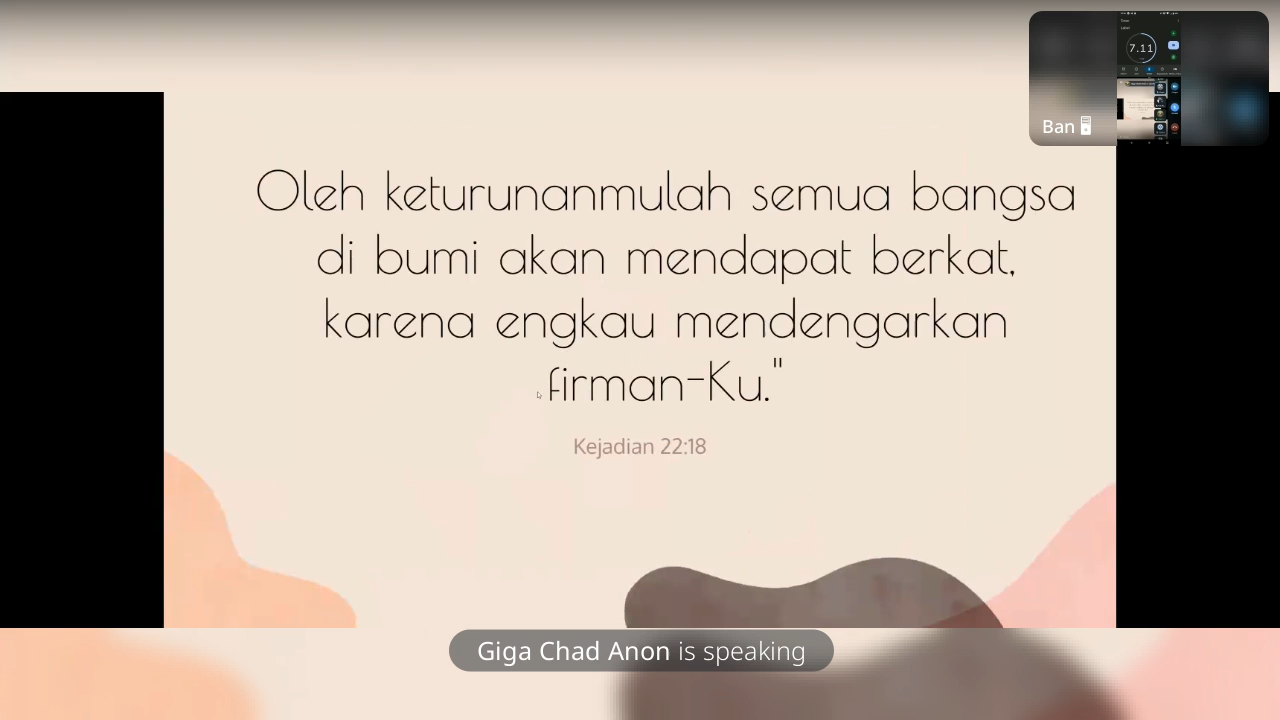 7.11
Ban
Oleh keturunanmulah semua bangsa
di bumi akan mendapat berkat,
karena engkau mendengarkan
firman-Ku."
Kejadian 22:18
Giga Chad Anon is speaking